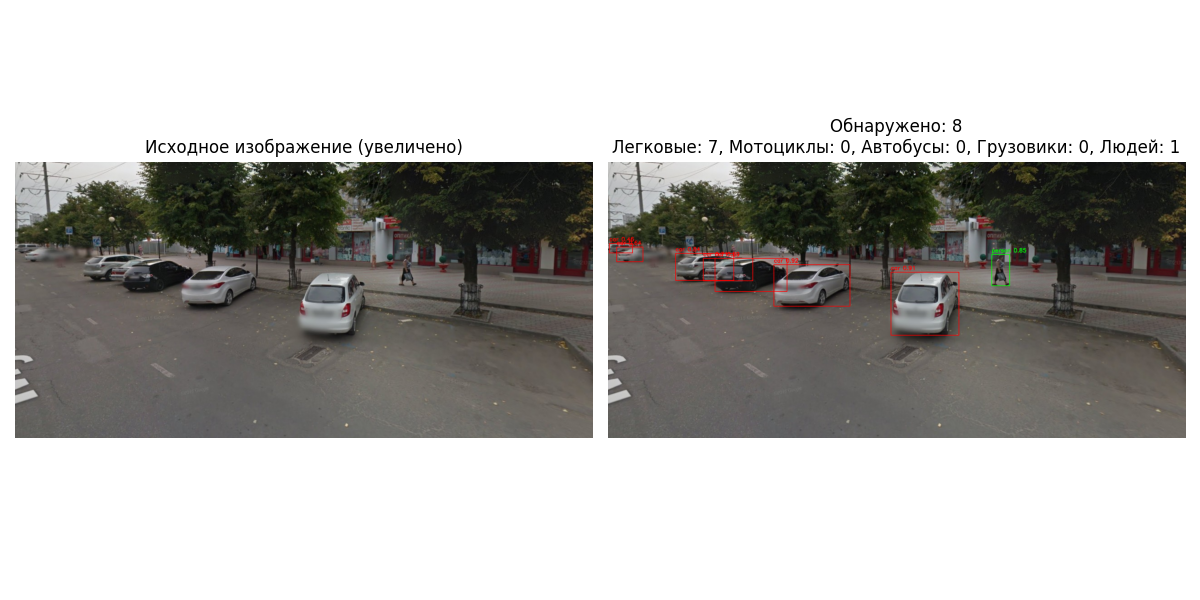 Исходное изображение (увеличено)
Обнаружено: 8
Легковые: 7, Мотоциклы: 0, Автобусы: 0, Грузовики: 0, Людей: 1